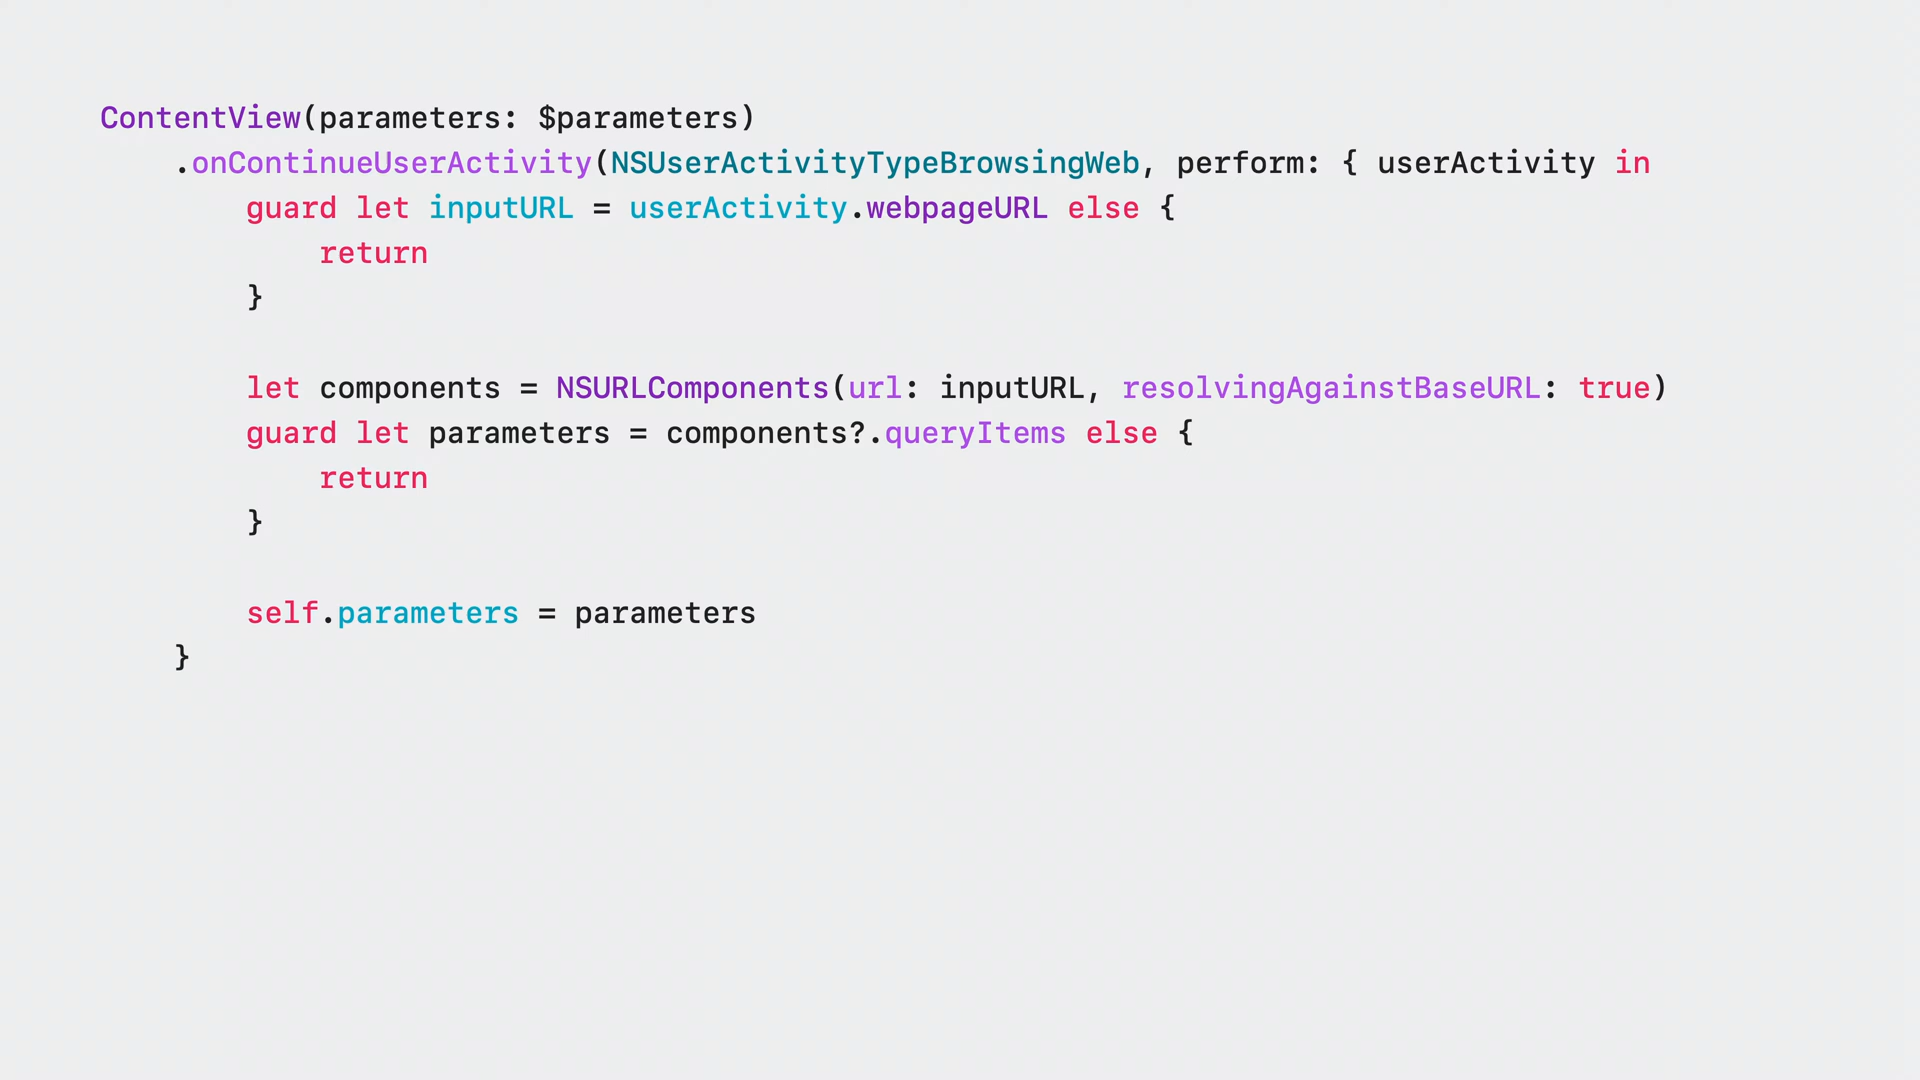 ContentView(parameters: $parameters)
    .onContinueUserActivity(NSUserActivityTypeBrowsingWeb, perform: { userActivity in
        guard let inputURL = userActivity.webpageURL else {
            return
        }

        let components = NSURLComponents(url: inputURL, resolvingAgainstBaseURL: true)
        guard let parameters = components?.queryItems else {
            return
        }

        self.parameters = parameters
    }